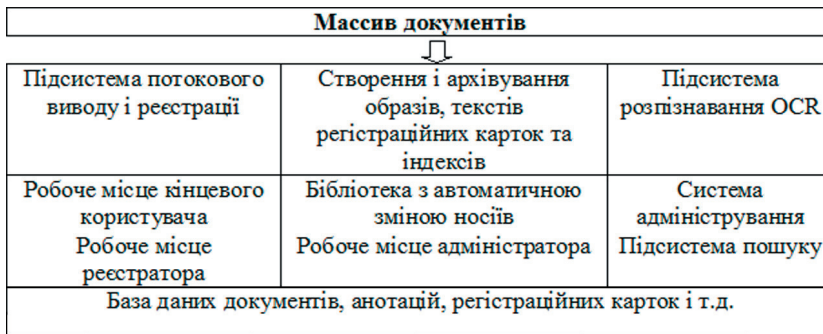 Массив документів
Підсистема потокового
виводу і реєстрації
Створення і архівування
образів, текстів
регістраційних карток та
індексів
Підсистема
розпізнавання OCR
Робоче місце кінцевого
користувача
Робоче місце
реєстратора
Бібліотека з автоматичною
зміною носіїв
Робоче місце адміністратора
Система
адміністрування
Підсистема пошуку
База даних документів, анотацій, регістраційних карток і т.д.